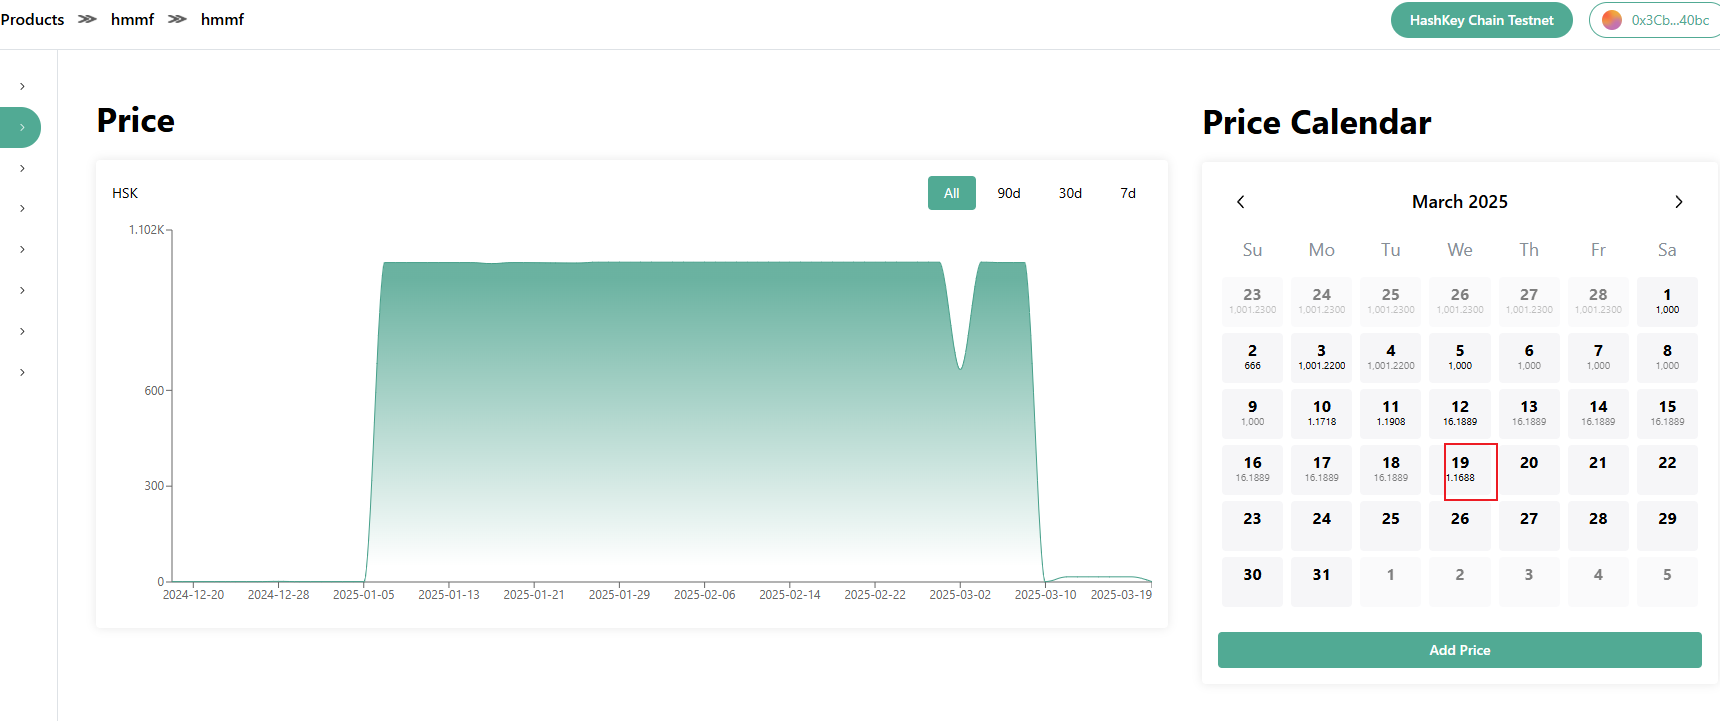 Products >> hmmf >> hmmf
HashKey Chain Testnet
0x3Cb...40bc
Price
HSK
All 90d 30d 7d
1.102K
600
300
0
2024-12-20 2024-12-28 2025-01-05 2025-01-13 2025-01-21 2025-01-29 2025-02-06 2025-02-14 2025-02-22 2025-03-02 2025-03-10 2025-03-19
Price Calendar
March 2025
Su Mo Tu We Th Fr Sa
23 24 25 26 27 28 1
1,001.2300 1,001.2300 1,001.2300 1,001.2300 1,001.2300 1,001.2300 1,000
2 3 4 5 6 7 8
666 1,001.2200 1,001.2200 1,000 1,000 1,000 1,000
9 10 11 12 13 14 15
1,000 1.1718 1.1908 16.1889 16.1889 16.1889 16.1889
16 17 18 19 20 21 22
16.1889 16.1889 16.1889 1.1688
23 24 25 26 27 28 29
30 31 1 2 3 4 5
Add Price